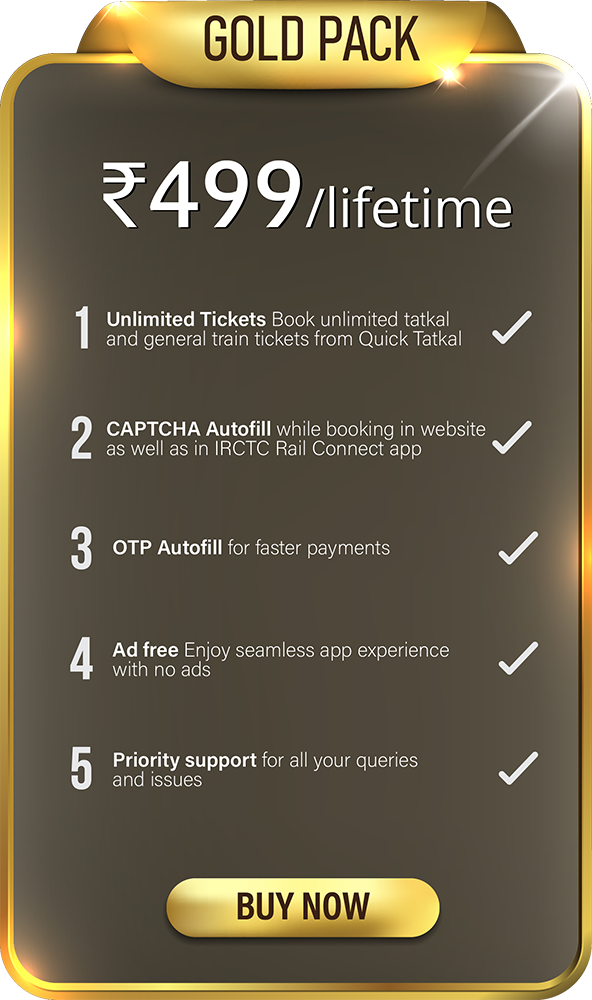 GOLD PACK
₹499/lifetime
1 Unlimited Tickets Book unlimited tatkal
and general train tickets from Quick Tatkal
2 CAPTCHA Autofill while booking in website
as well as in IRCTC Rail Connect app
3 OTP Autofill for faster payments
4 Ad free Enjoy seamless app experience
with no ads
5 Priority support for all your queries
and issues
BUY NOW